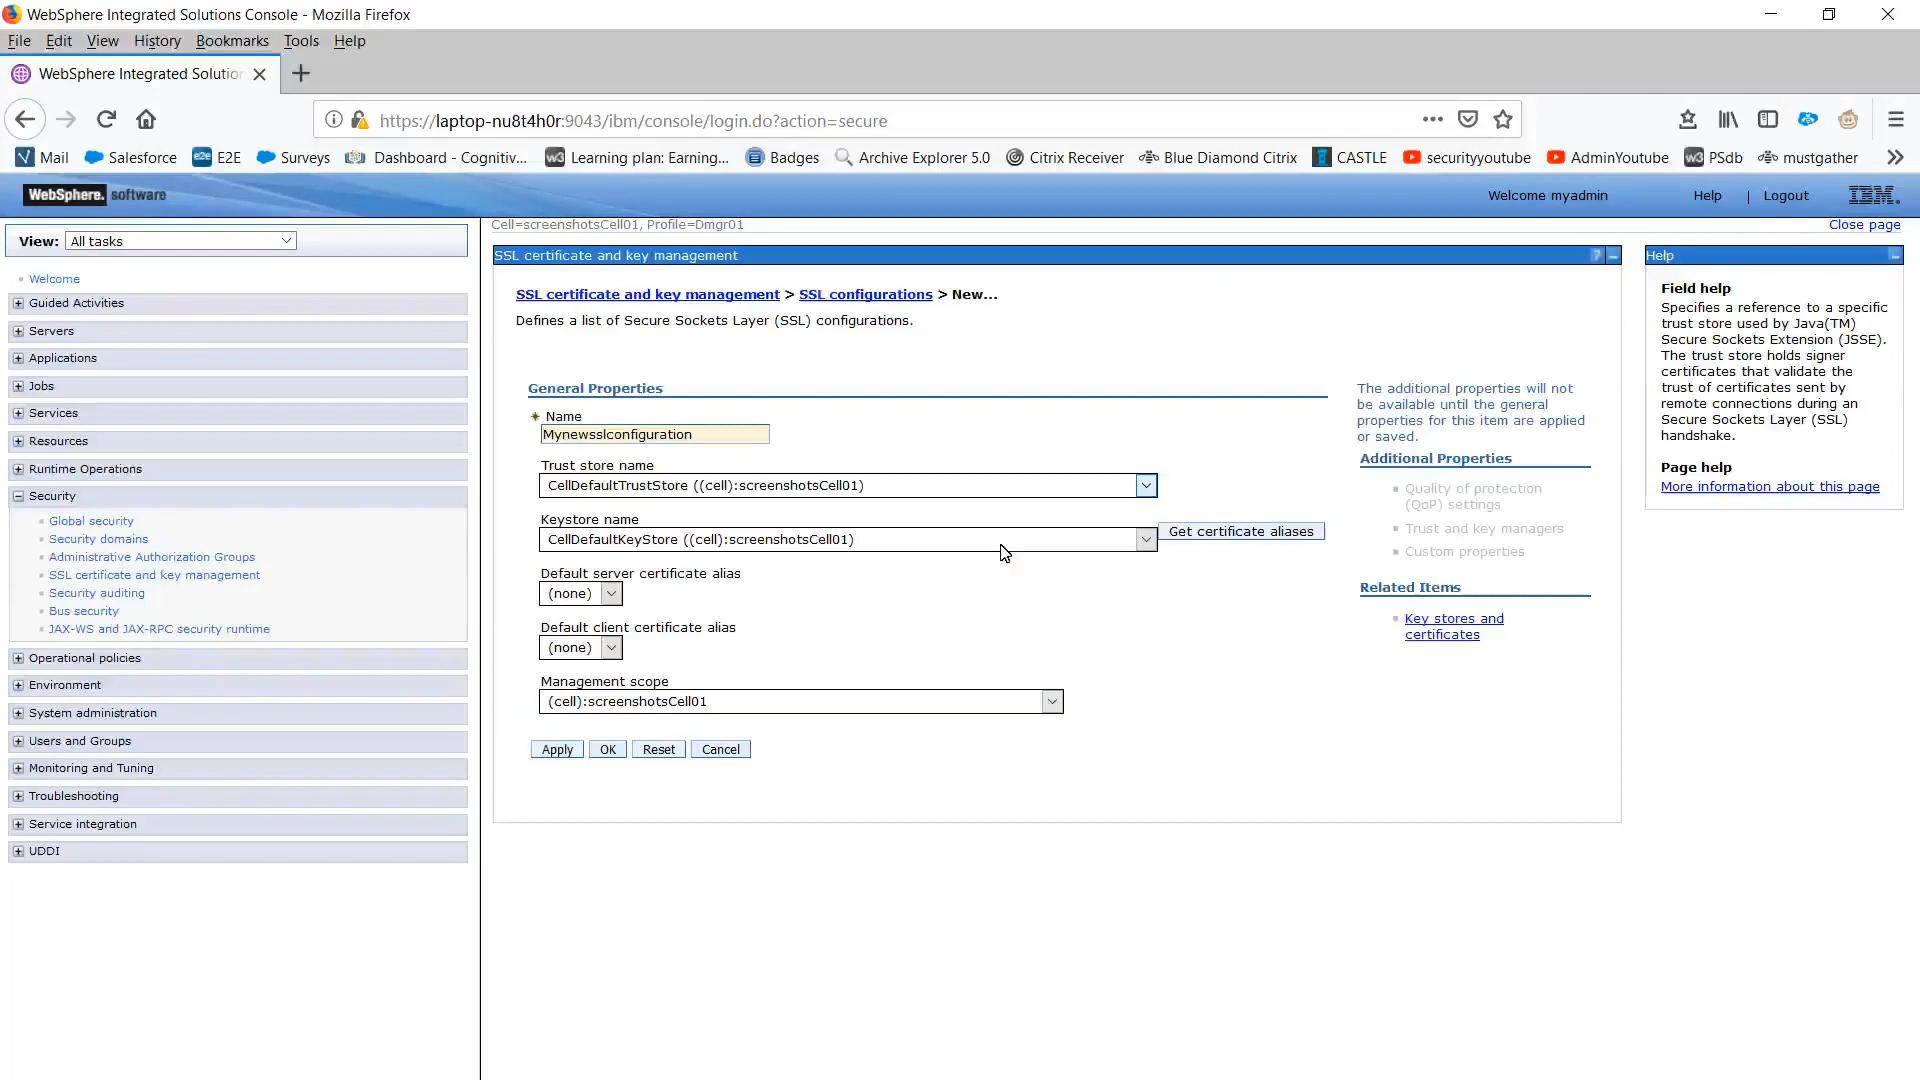 WebSphere Integrated Solutions Console - Mozilla Firefox
File Edit View History Bookmarks Tools Help
WebSphere Integrated Solution
https://laptop-nu8t4h0r:9043/ibm/console/login.do?action=secure
Mail Salesforce e2e E2E Surveys Dashboard - Cognitiv... w3 Learning plan: Earning... Badges Archive Explorer 5.0 Citrix Receiver Blue Diamond Citrix CASTLE securityyoutube AdminYoutube w3 PSdb mustgather
WebSphere. software Welcome myadmin Help | Logout IBM.
View: All tasks
Welcome
Guided Activities
Servers
Applications
Jobs
Services
Resources
Runtime Operations
Security
Global security
Security domains
Administrative Authorization Groups
SSL certificate and key management
Security auditing
Bus security
JAX-WS and JAX-RPC security runtime
Operational policies
Environment
System administration
Users and Groups
Monitoring and Tuning
Troubleshooting
Service integration
UDDI
Cell=screenshotsCell01, Profile=Dmgr01
Close page
SSL certificate and key management ?
SSL certificate and key management > SSL configurations > New...
Defines a list of Secure Sockets Layer (SSL) configurations.
General Properties
* Name
Mynewsslconfiguration
Trust store name
CellDefaultTrustStore ((cell):screenshotsCell01)
Keystore name
CellDefaultKeyStore ((cell):screenshotsCell01) Get certificate aliases
Default server certificate alias
(none)
Default client certificate alias
(none)
Management scope
(cell):screenshotsCell01
Apply OK Reset Cancel
The additional properties will not
be available until the general
properties for this item are applied
or saved.
Additional Properties
Quality of protection
(QoP) settings
Trust and key managers
Custom properties
Related Items
Key stores and
certificates
Help
Field help
Specifies a reference to a specific
trust store used by Java(TM)
Secure Sockets Extension (JSSE).
The trust store holds signer
certificates that validate the
trust of certificates sent by
remote connections during an
Secure Sockets Layer (SSL)
handshake.
Page help
More information about this page